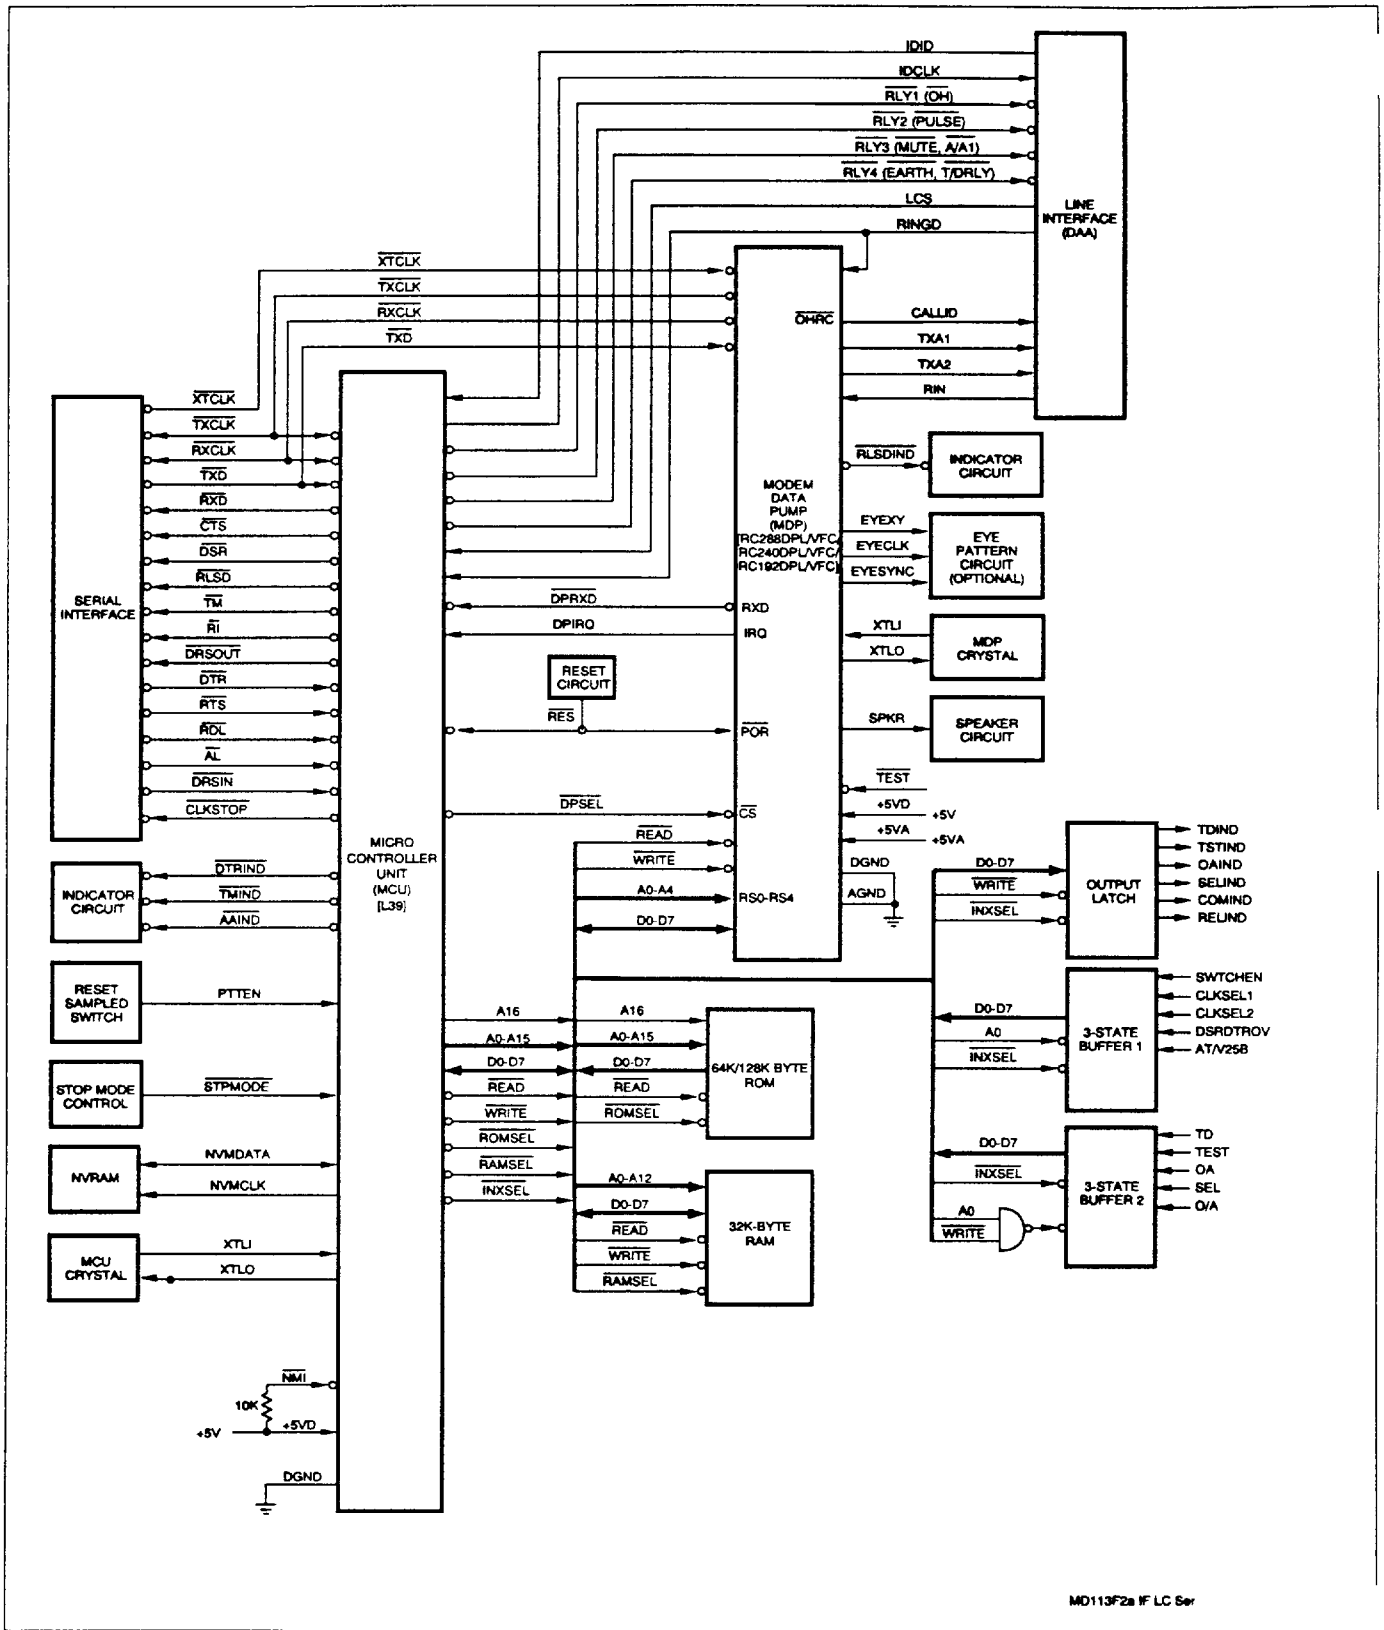 IDID
IDCLK
RLY1 (OH)
RLY2 (PULSE)
RLY3 (MUTE, A/A1)
RLY4 (EARTH, T/DRLY)
LCS
RINGD
LINE
INTERFACE
(DAA)
XTCLK
TXCLK
RXCLK
TXD
OHRC
CALLID
TXA1
TXA2
RIN
MODEM
DATA
PUMP
(MDP)
[RC288DPL/VFC/
RC240DPL/VFC/
RC192DPL/VFC]
RLSDIND
INDICATOR
CIRCUIT
EYEXY
EYECLK
EYESYNC
EYE
PATTERN
CIRCUIT
(OPTIONAL)
DPRXD
RXD
DPIRQ
IRQ
XTLI
XTLO
MDP
CRYSTAL
RESET
CIRCUIT
RES
POR
SPKR
SPEAKER
CIRCUIT
TEST
DPSEL
CS
+5VD
+5V
+5VA
+5VA
READ
WRITE
A0-A4
RS0-RS4
D0-D7
DGND
AGND
SERIAL
INTERFACE
XTCLK
TXCLK
RXCLK
TXD
RXD
CTS
DSR
RLSD
TM
RI
DRSOUT
DTR
RTS
RDL
AL
DRSIN
CLKSTOP
MICRO
CONTROLLER
UNIT
(MCU)
[L39]
INDICATOR
CIRCUIT
DTRIND
TMIND
AAIND
RESET
SAMPLED
SWITCH
PTTEN
STOP MODE
CONTROL
STPMODE
NVRAM
NVMDATA
NVMCLK
MCU
CRYSTAL
XTLI
XTLO
NMI
10K
+5V
+5VD
DGND
A16
A0-A15
D0-D7
READ
WRITE
ROMSEL
RAMSEL
INXSEL
A16
A0-A15
D0-D7
READ
ROMSEL
64K/128K BYTE
ROM
A0-A12
D0-D7
READ
WRITE
RAMSEL
32K-BYTE
RAM
D0-D7
WRITE
INXSEL
OUTPUT
LATCH
TDIND
TSTIND
OAIND
SELIND
COMIND
RELIND
D0-D7
A0
INXSEL
3-STATE
BUFFER 1
SWTCHEN
CLKSEL1
CLKSEL2
DSRDTROV
AT/V25B
D0-D7
INXSEL
A0
WRITE
3-STATE
BUFFER 2
TD
TEST
OA
SEL
O/A
MD113F2a IF LC Ser